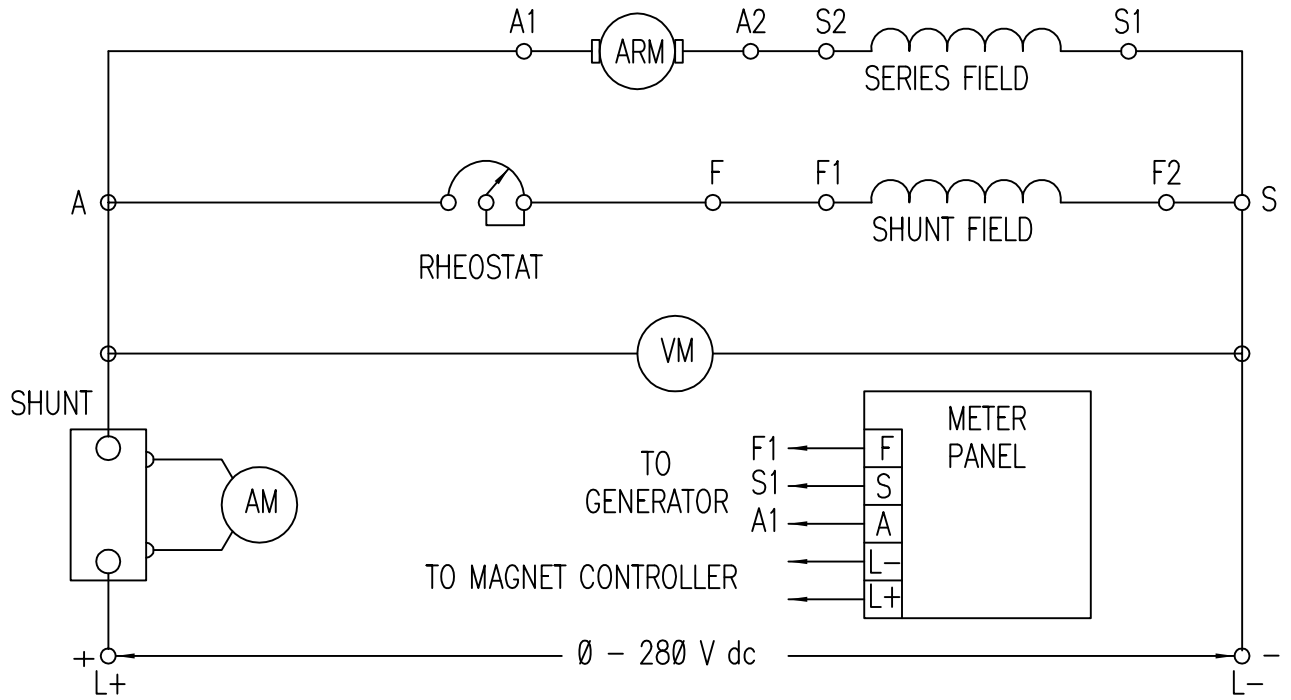 A1 ARM A2 S2 S1
SERIES FIELD
A F F1 F2 S
SHUNT FIELD
RHEOSTAT
VM
SHUNT
METER
PANEL
F1 F
TO
GENERATOR
S1 S
AM
A1 A
L-
TO MAGNET CONTROLLER
L+
+ Ø - 28Ø V dc -
L+ L-